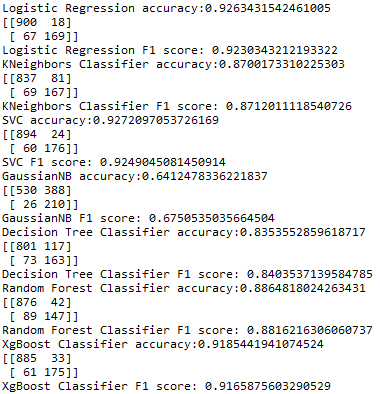 Logistic Regression accuracy:0.9263431542461005
[[900  18]
 [ 67 169]]
Logistic Regression F1 score: 0.9230343212193322
KNeighbors Classifier accuracy:0.8700173310225303
[[837  81]
 [ 69 167]]
KNeighbors Classifier F1 score: 0.8712011118540726
SVC accuracy:0.9272097053726169
[[894  24]
 [ 60 176]]
SVC F1 score: 0.9249045081450914
GaussianNB accuracy:0.6412478336221837
[[530 388]
 [ 26 210]]
GaussianNB F1 score: 0.6750535035664504
Decision Tree Classifier accuracy:0.8353552859618717
[[801 117]
 [ 73 163]]
Decision Tree Classifier F1 score: 0.8403537139584785
Random Forest Classifier accuracy:0.8864818024263431
[[876  42]
 [ 89 147]]
Random Forest Classifier F1 score: 0.8816216306060737
XgBoost Classifier accuracy:0.9185441941074524
[[885  33]
 [ 61 175]]
XgBoost Classifier F1 score: 0.9165875603290529